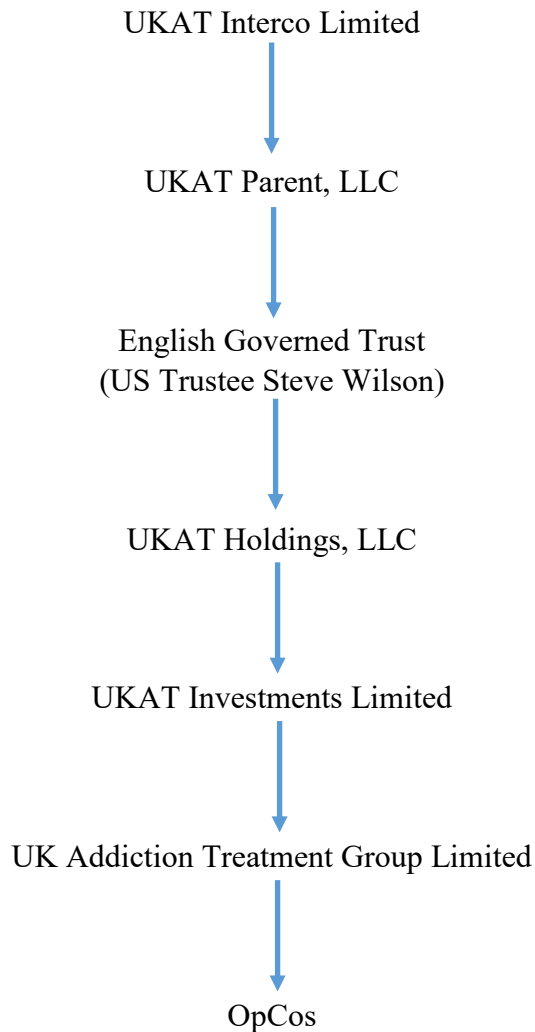 UKAT Interco Limited
UKAT Parent, LLC
English Governed Trust
(US Trustee Steve Wilson)
UKAT Holdings, LLC
UKAT Investments Limited
UK Addiction Treatment Group Limited
OpCos